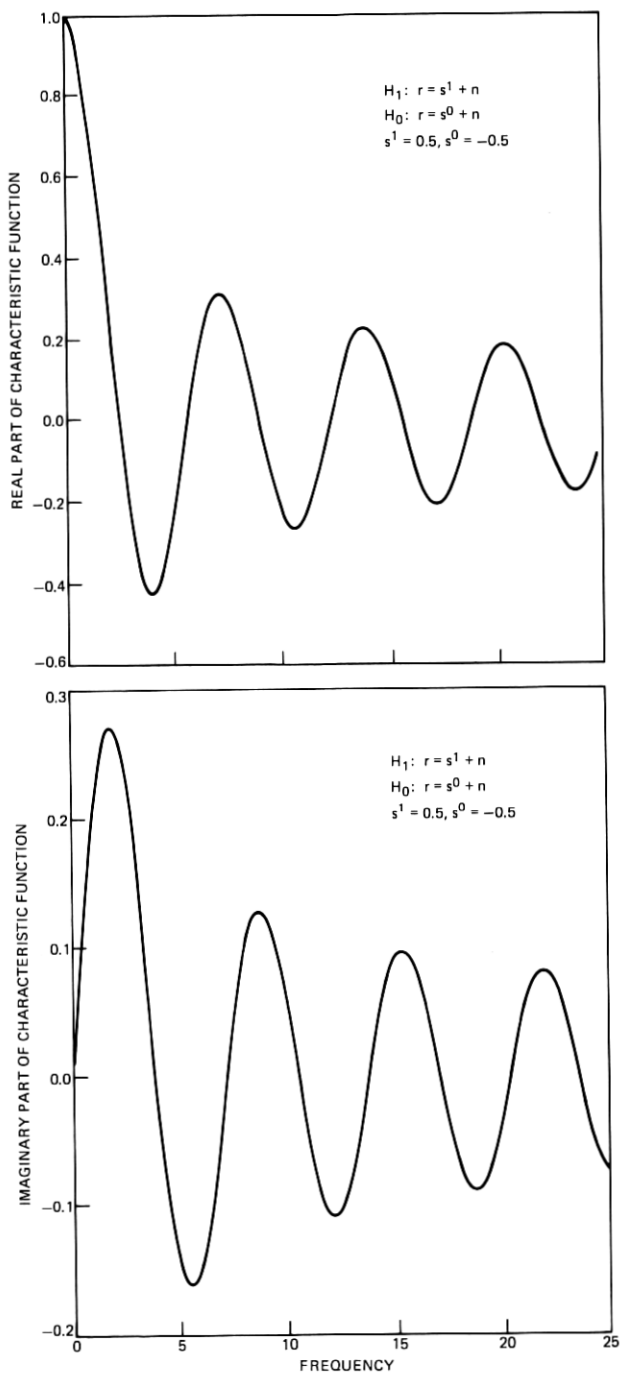 1.0
0.8
0.6
0.4
0.2
0.0
−0.2
−0.4
−0.6
REAL PART OF CHARACTERISTIC FUNCTION
H₁: r = s¹ + n
H₀: r = s⁰ + n
s¹ = 0.5, s⁰ = −0.5
0.3
0.2
0.1
0.0
−0.1
−0.2
IMAGINARY PART OF CHARACTERISTIC FUNCTION
H₁: r = s¹ + n
H₀: r = s⁰ + n
s¹ = 0.5, s⁰ = −0.5
0 5 10 15 20 25
FREQUENCY